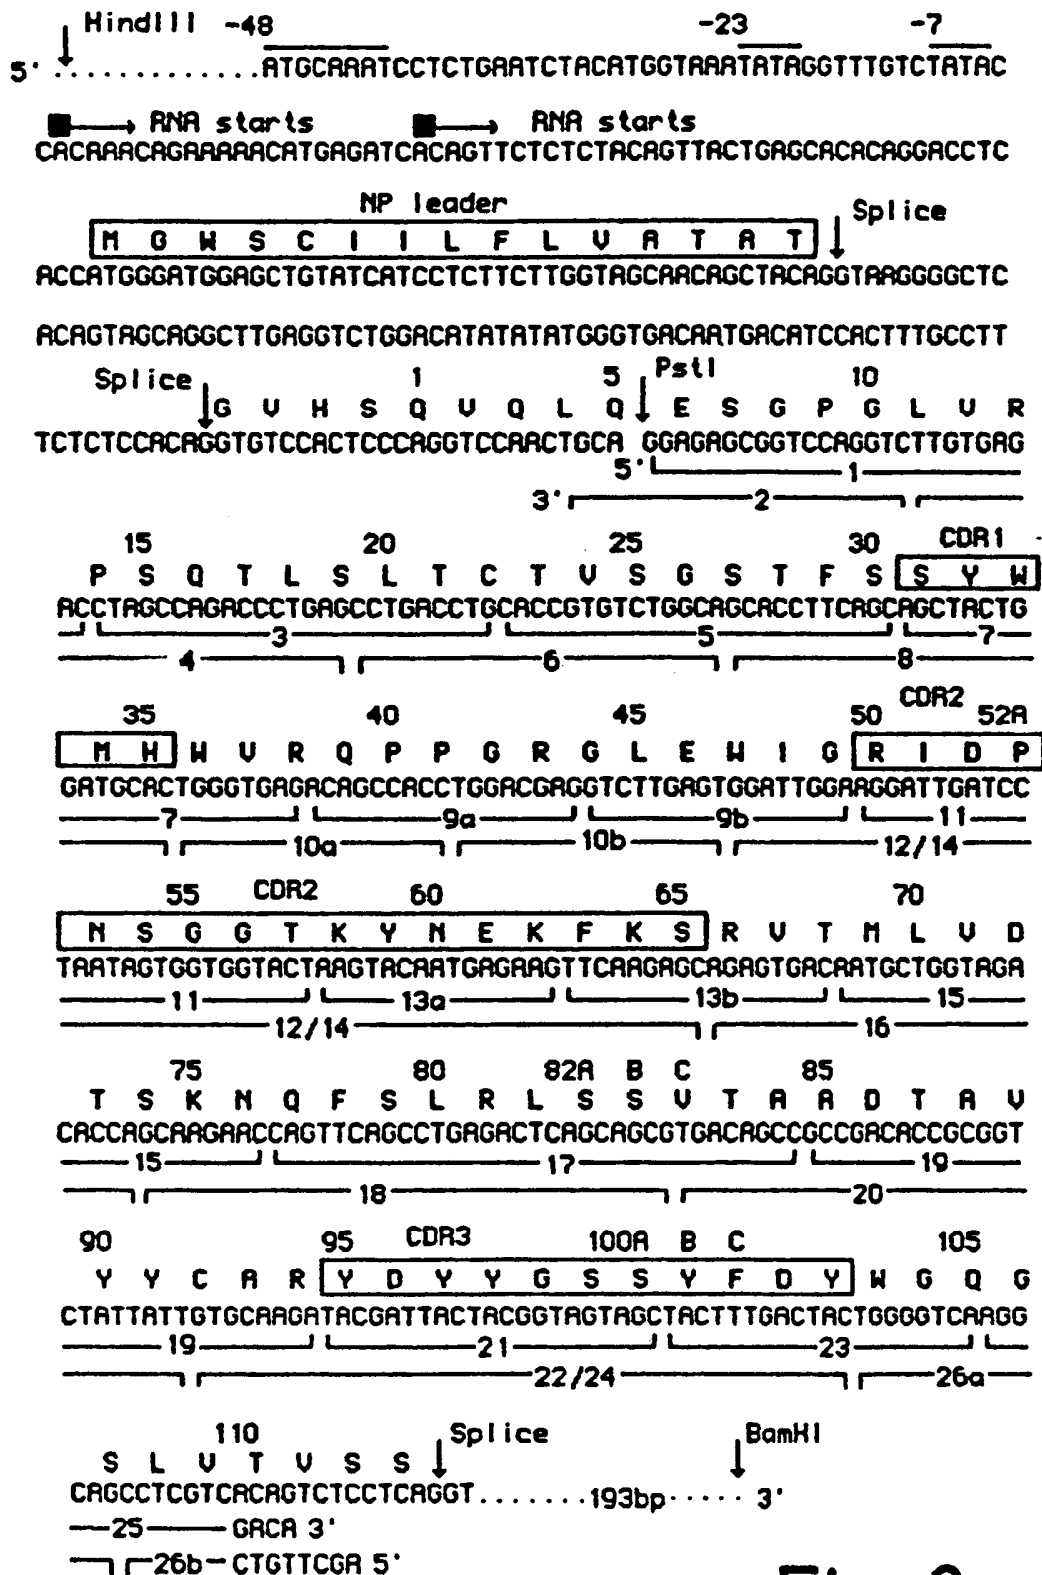 HindIII -48 -23 -7
5' ............ATGCAAATCCTCTGAATCTACATGGTAAATATAGGTTTGTCTATAC
RNA starts RNA starts
CACAAACAGAAAAACATGAGATCACAGTTCTCTCTACAGTTACTGAGCACACAGGACCTC
NP leader Splice
M G W S C I I L F L V A T A T
ACCATGGGATGGAGCTGTATCATCCTCTTCTTGGTAGCAACAGCTACAGGTAAGGGGCTC
ACAGTAGCAGGCTTGAGGTCTGGACATATATATGGGTGACAATGACATCCACTTTGCCTT
Splice 1 5 PstI 10
G V H S Q V Q L Q E S G P G L V R
TCTCTCCACAGGTGTCCACTCCCAGGTCCAACTGCA GGAGAGCGGTCCAGGTCTTGTGAG
5' 1
3' 2
15 20 25 30 CDR1
P S Q T L S L T C T V S G S T F S S Y W
ACCTAGCCAGACCCTGAGCCTGACCTGCACCGTGTCTGGCAGCACCTTCAGCAGCTACTG
3 5 7
4 6 8
35 40 45 50 CDR2 52A
M H W V R Q P P G R G L E W I G R I D P
GATGCACTGGGTGAGACAGCCACCTGGACGAGGTCTTGAGTGGATTGGAAGGATTGATCC
7 9a 9b 11
10a 10b 12/14
55 CDR2 60 65 70
N S G G T K Y N E K F K S R V T M L V D
TAATAGTGGTGGTACTAAGTACAATGAGAAGTTCAAGAGCAGAGTGACAATGCTGGTAGA
11 13a 13b 15
12/14 16
75 80 82A B C 85
T S K N Q F S L R L S S V T A A D T A V
CACCAGCAAGAACCAGTTCAGCCTGAGACTCAGCAGCGTGACAGCCGCCGACACCGCGGT
15 17 19
18 20
90 95 CDR3 100A B C 105
Y Y C A R Y D Y Y G S S Y F D Y W G Q G
CTATTATTGTGCAAGATACGATTACTACGGTAGTAGCTACTTTGACTACTGGGGTCAAGG
19 21 23
22/24 26a
110 Splice BamHI
S L V T V S S
CAGCCTCGTCACAGTCTCCTCAGGT.......193bp..... 3'
25 GACA 3'
26b CTGTTCGA 5'